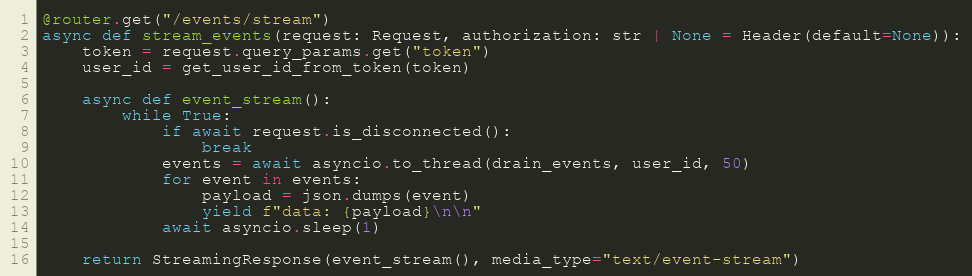 1 @router.get("/events/stream")
2 async def stream_events(request: Request, authorization: str | None = Header(default=None)):
3     token = request.query_params.get("token")
4     user_id = get_user_id_from_token(token)
5
6     async def event_stream():
7         while True:
8             if await request.is_disconnected():
9                 break
10             events = await asyncio.to_thread(drain_events, user_id, 50)
11             for event in events:
12                 payload = json.dumps(event)
13                 yield f"data: {payload}\n\n"
14             await asyncio.sleep(1)
15
16     return StreamingResponse(event_stream(), media_type="text/event-stream")